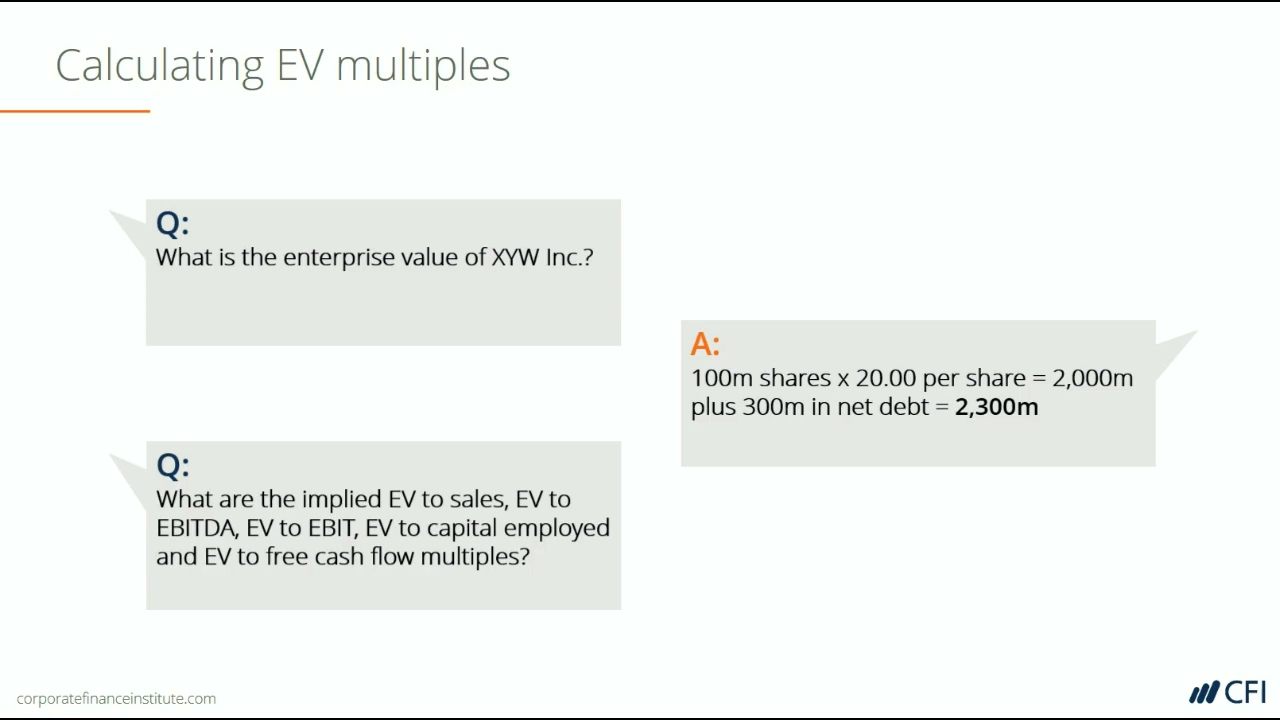 Calculating EV multiples
Q:
What is the enterprise value of XYW Inc.?
A:
100m shares x 20.00 per share = 2,000m
plus 300m in net debt = 2,300m
Q:
What are the implied EV to sales, EV to
EBITDA, EV to EBIT, EV to capital employed
and EV to free cash flow multiples?
corporatefinanceinstitute.com
CFI